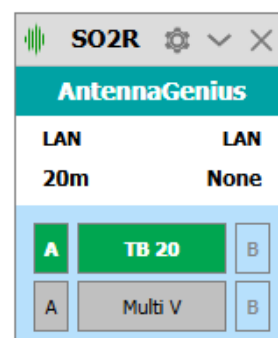 SO2R
AntennaGenius
LAN LAN
20m None
A TB 20 B
A Multi V B